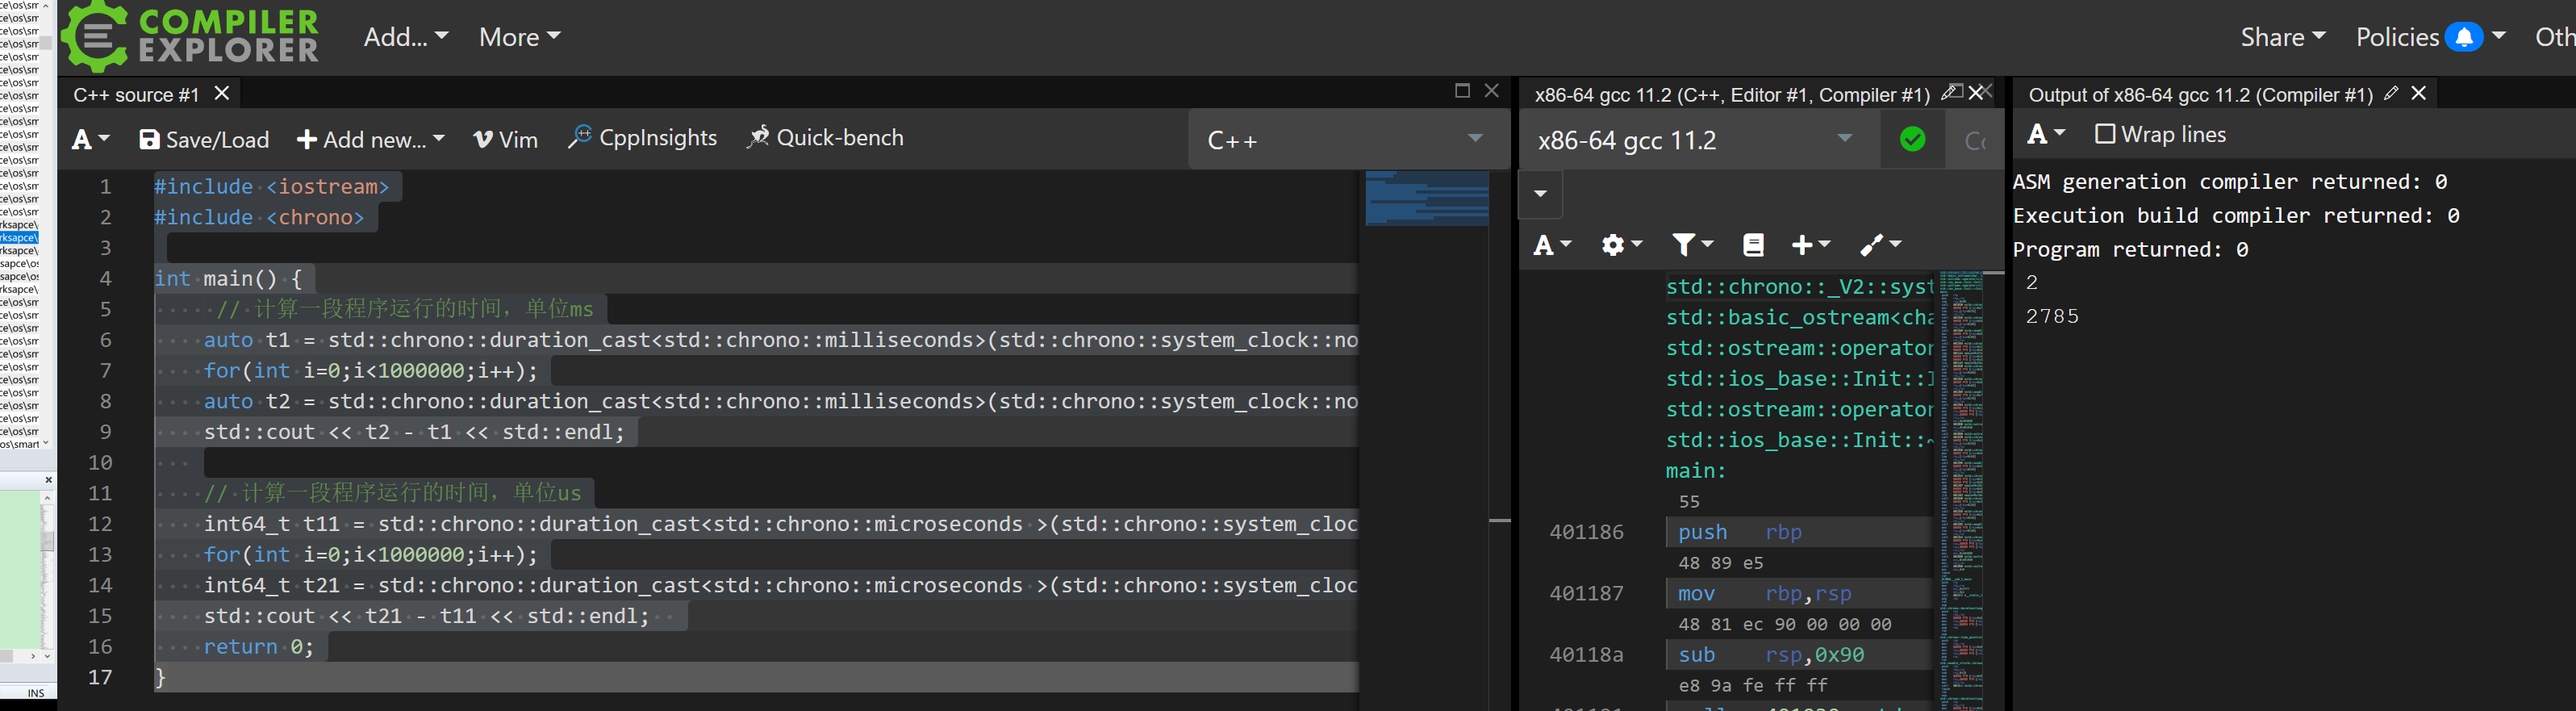 COMPILER
EXPLORER
Add...
More
Share
Policies
Oth
C++ source #1
Save/Load
Add new...
Vim
CppInsights
Quick-bench
C++
1 #include <iostream>
2 #include <chrono>
3
4 int main() {
5 // 计算一段程序运行的时间，单位ms
6 auto t1 = std::chrono::duration_cast<std::chrono::milliseconds>(std::chrono::system_clock::no
7 for(int i=0;i<1000000;i++);
8 auto t2 = std::chrono::duration_cast<std::chrono::milliseconds>(std::chrono::system_clock::no
9 std::cout << t2 - t1 << std::endl;
10
11 // 计算一段程序运行的时间，单位us
12 int64_t t11 = std::chrono::duration_cast<std::chrono::microseconds >(std::chrono::system_cloc
13 for(int i=0;i<1000000;i++);
14 int64_t t21 = std::chrono::duration_cast<std::chrono::microseconds >(std::chrono::system_cloc
15 std::cout << t21 - t11 << std::endl;
16 return 0;
17 }
x86-64 gcc 11.2 (C++, Editor #1, Compiler #1)
x86-64 gcc 11.2
Co
A
std::chrono::_V2::syst
std::basic_ostream<cha
std::ostream::operator
std::ios_base::Init::I
std::ostream::operator
std::ios_base::Init::~
main:
55
401186 push rbp
48 89 e5
401187 mov rbp,rsp
48 81 ec 90 00 00 00
40118a sub rsp,0x90
e8 9a fe ff ff
Output of x86-64 gcc 11.2 (Compiler #1)
A
Wrap lines
ASM generation compiler returned: 0
Execution build compiler returned: 0
Program returned: 0
2
2785
INS